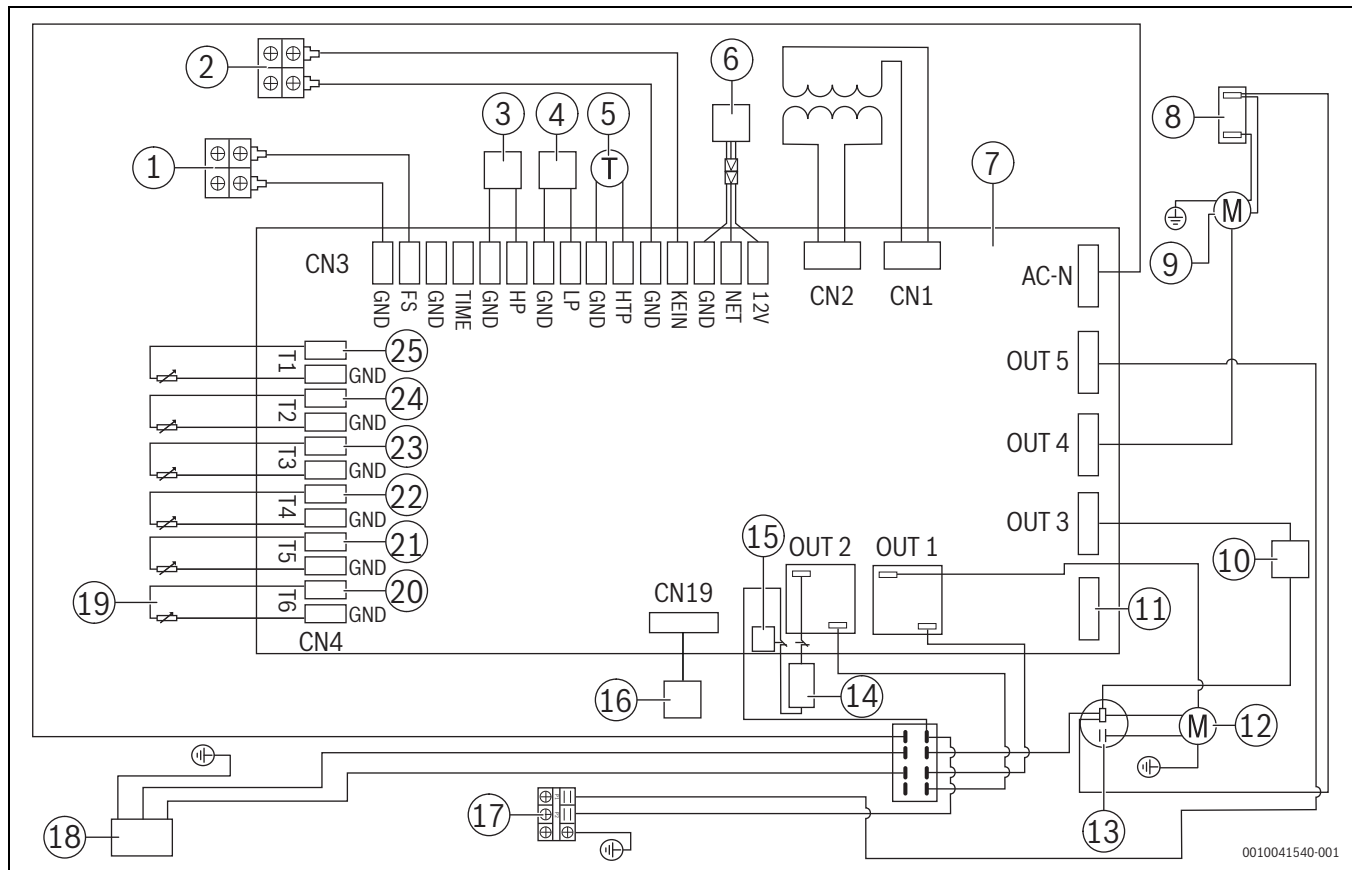 2
3
4
5
6
8
1
T
7
M
CN3
9
AC-N
CN2
CN1
GND
FS
GND
TIME
GND
HP
GND
LP
GND
HTP
GND
KEIN
GND
NET
12V
25
T1
GND
OUT 5
24
T2
GND
23
T3
GND
OUT 4
22
T4
GND
OUT 3
21
T5
GND
15
OUT 2
OUT 1
10
19
20
T6
GND
CN19
11
CN4
16
14
M
12
17
13
18
0010041540-001